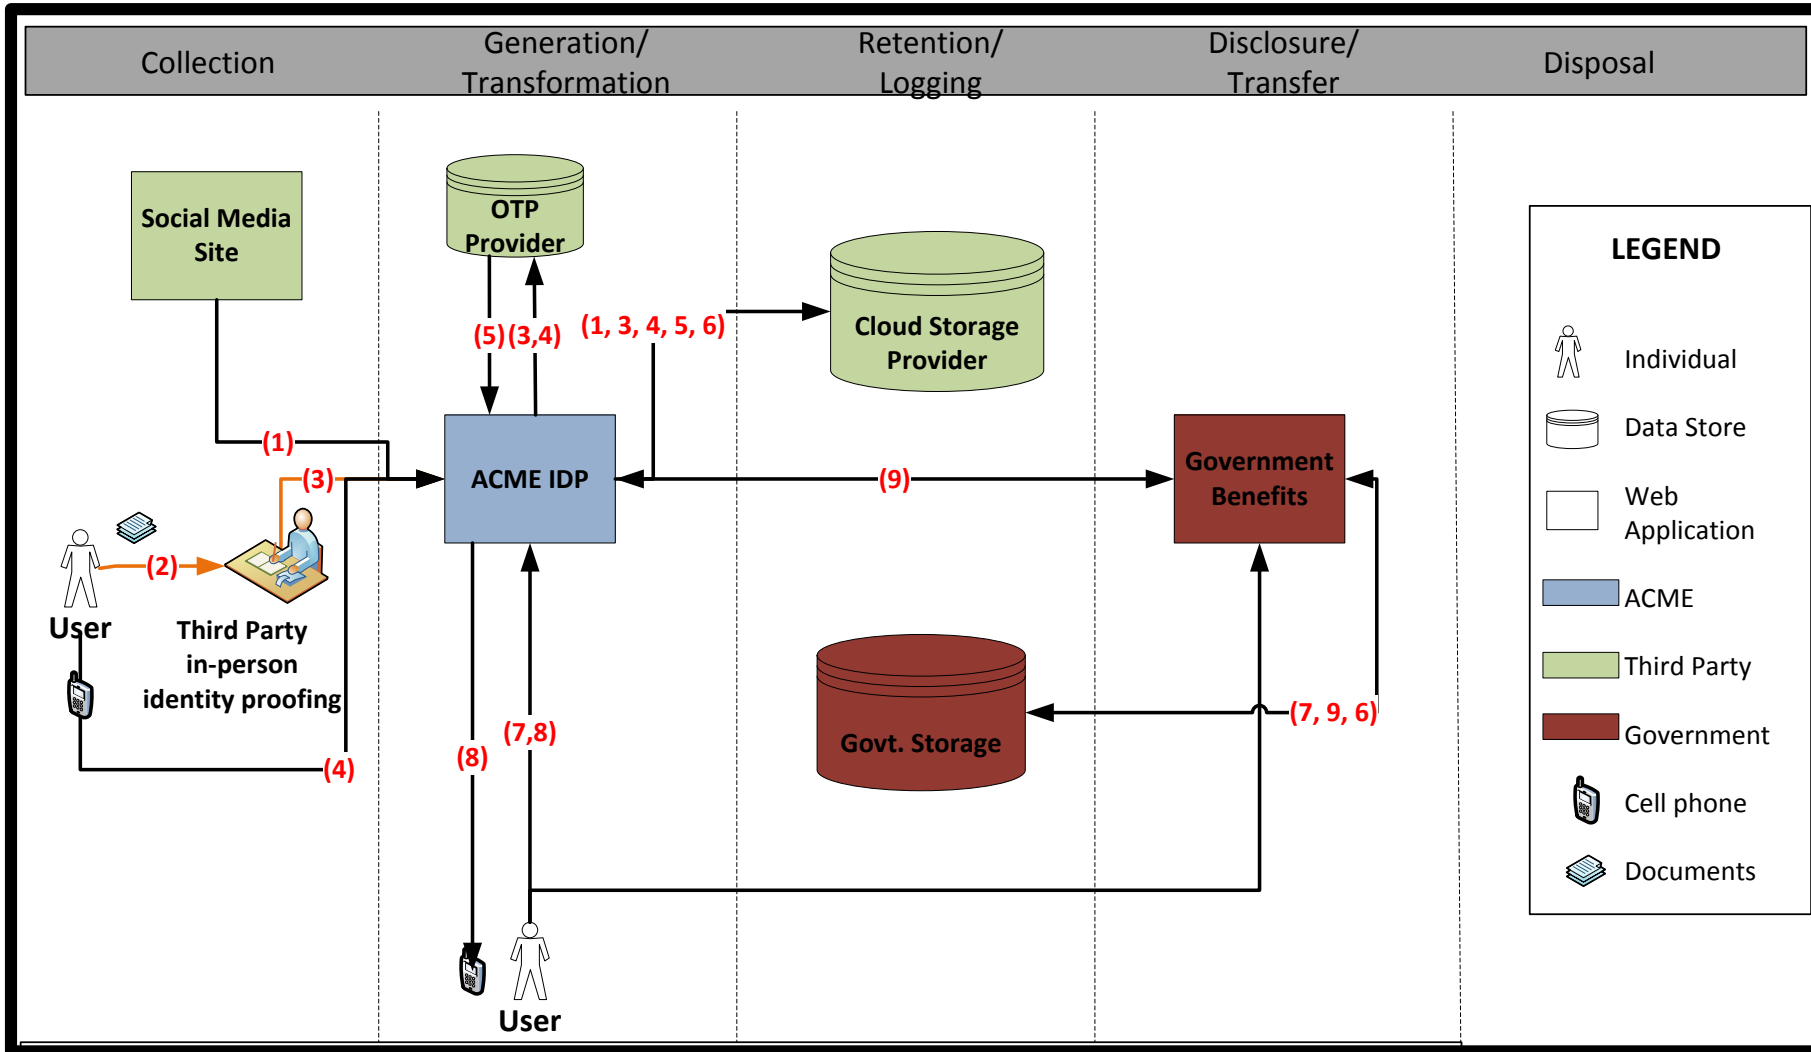 Collection
Generation/
Transformation
Retention/
Logging
Disclosure/
Transfer
Disposal
Social Media
Site
OTP
Provider
(5)
(3,4)
(1, 3, 4, 5, 6)
Cloud Storage
Provider
(1)
(3)
ACME IDP
(9)
Government
Benefits
(2)
User
Third Party
in-person
identity proofing
(4)
(8)
(7,8)
Govt. Storage
(7, 9, 6)
User
LEGEND
Individual
Data Store
Web
Application
ACME
Third Party
Government
Cell phone
Documents